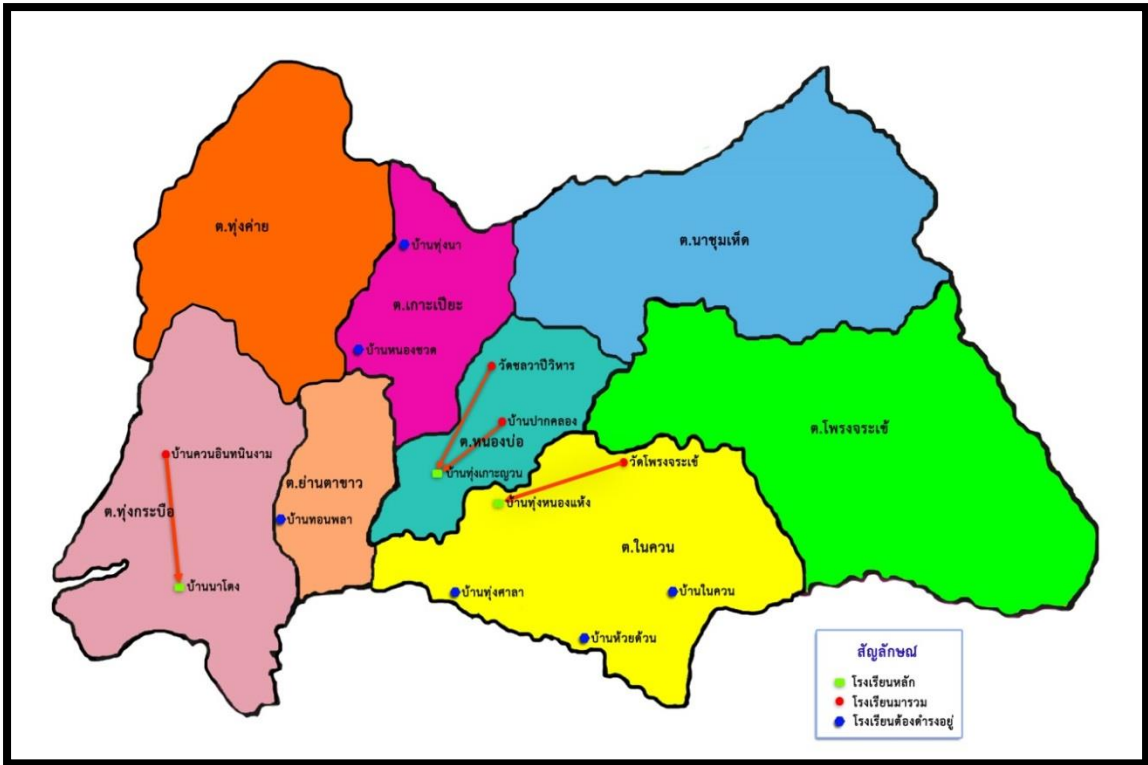 ต.ทุ่งค่าย
ต.นาชุมเห็ด
บ้านทุ่งนา
ต.เกาะเปียะ
บ้านหนองชวด
วัดชลวาปีวิหาร
บ้านปากคลอง
ต.หนองบ่อ
ต.โพรงจระเข้
บ้านควนอินทนินงาม
บ้านทุ่งเกาะญวน
วัดโพรงจระเข้
ต.ย่านตาขาว
บ้านทุ่งหนองแห้ง
ต.ทุ่งกระบือ
บ้านทอนพลา
ต.ในควน
บ้านนาโตง
บ้านทุ่งศาลา
บ้านในควน
บ้านห้วยด้วน
สัญลักษณ์
โรงเรียนหลัก
โรงเรียนมารวม
โรงเรียนต้องดำรงอยู่